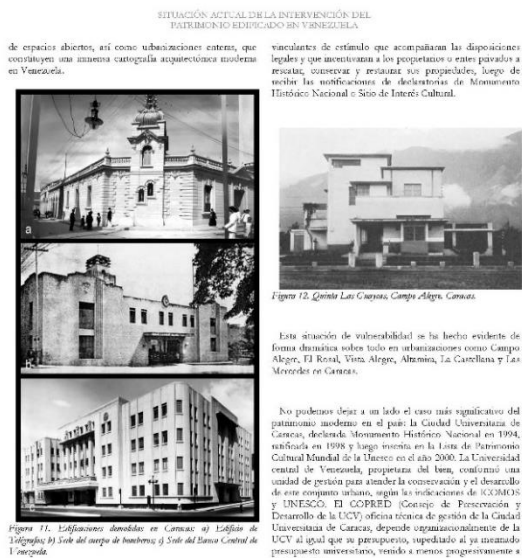 SITUACIÓN ACTUAL DE LA INTERVENCIÓN DEL
PATRIMONIO EDIFICADO EN VENEZUELA
de espacios abiertos, así como urbanizaciones enteras, que
constituyen una inmensa cartografía arquitectónica moderna
en Venezuela.
a
b
c
Figura 11. Edificaciones demolidas en Caracas: a) Edificio de
Telégrafos; b) Sede del cuerpo de bomberos; c) Sede del Banco Central de
Venezuela.
vinculantes de estímulo que acompañaran las disposiciones
legales y que incentivaran a los propietarios o entes privados a
rescatar, conservar y restaurar sus propiedades, luego de
recibir las notificaciones de declaratorias de Monumento
Histórico Nacional o Sitio de Interés Cultural.
Figura 12. Quinta Las Guaycas, Campo Alegre. Caracas.
Esta situación de vulnerabilidad se ha hecho evidente de
forma dramática sobre todo en urbanizaciones como Campo
Alegre, El Rosal, Vista Alegre, Altamira, La Castellana y Las
Mercedes en Caracas.
No podemos dejar a un lado el caso más significativo del
patrimonio moderno en el país: la Ciudad Universitaria de
Caracas, declarada Monumento Histórico Nacional en 1994,
ratificada en 1998 y luego inscrita en la Lista de Patrimonio
Cultural Mundial de la Unesco en el año 2000. La Universidad
central de Venezuela, propietaria del bien, conformó una
unidad de gestión para atender la conservación y el desarrollo
de este conjunto urbano, según las indicaciones de ICOMOS
y UNESCO. El COPRED (Consejo de Preservación y
Desarrollo de la UCV) oficina técnica de gestión de la Ciudad
Universitaria de Caracas, depende organizacionalmente de la
UCV al igual que su presupuesto, supeditado al ya mermado
presupuesto universitario, venido a menos progresivamente